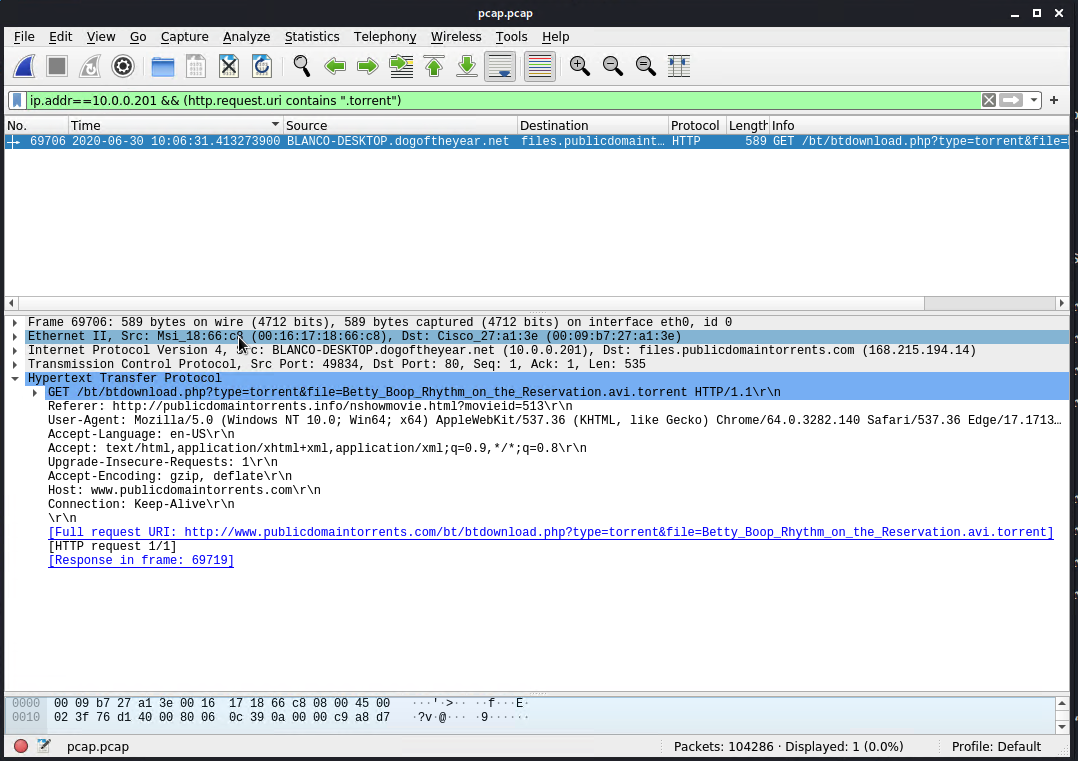 pcap.pcap
File Edit View Go Capture Analyze Statistics Telephony Wireless Tools Help
ip.addr==10.0.0.201 && (http.request.uri contains ".torrent")
No. Time Source Destination Protocol Length Info
69706 2020-06-30 10:06:31.413273900 BLANCO-DESKTOP.dogoftheyear.net files.publicdomaint… HTTP 589 GET /bt/btdownload.php?type=torrent&file=
Frame 69706: 589 bytes on wire (4712 bits), 589 bytes captured (4712 bits) on interface eth0, id 0
Ethernet II, Src: Msi_18:66:c8 (00:16:17:18:66:c8), Dst: Cisco_27:a1:3e (00:09:b7:27:a1:3e)
Internet Protocol Version 4, Src: BLANCO-DESKTOP.dogoftheyear.net (10.0.0.201), Dst: files.publicdomaintorrents.com (168.215.194.14)
Transmission Control Protocol, Src Port: 49834, Dst Port: 80, Seq: 1, Ack: 1, Len: 535
Hypertext Transfer Protocol
GET /bt/btdownload.php?type=torrent&file=Betty_Boop_Rhythm_on_the_Reservation.avi.torrent HTTP/1.1\r\n
Referer: http://publicdomaintorrents.info/nshowmovie.html?movieid=513\r\n
User-Agent: Mozilla/5.0 (Windows NT 10.0; Win64; x64) AppleWebKit/537.36 (KHTML, like Gecko) Chrome/64.0.3282.140 Safari/537.36 Edge/17.1713…
Accept-Language: en-US\r\n
Accept: text/html,application/xhtml+xml,application/xml;q=0.9,*/*;q=0.8\r\n
Upgrade-Insecure-Requests: 1\r\n
Accept-Encoding: gzip, deflate\r\n
Host: www.publicdomaintorrents.com\r\n
Connection: Keep-Alive\r\n
\r\n
[Full request URI: http://www.publicdomaintorrents.com/bt/btdownload.php?type=torrent&file=Betty_Boop_Rhythm_on_the_Reservation.avi.torrent]
[HTTP request 1/1]
[Response in frame: 69719]
0000 00 09 b7 27 a1 3e 00 16 17 18 66 c8 08 00 45 00 ···'·>·· ··f···E·
0010 02 3f 76 d1 40 00 80 06 0c 39 0a 00 00 c9 a8 d7 ·?v·@··· ·9······
pcap.pcap Packets: 104286 · Displayed: 1 (0.0%) Profile: Default